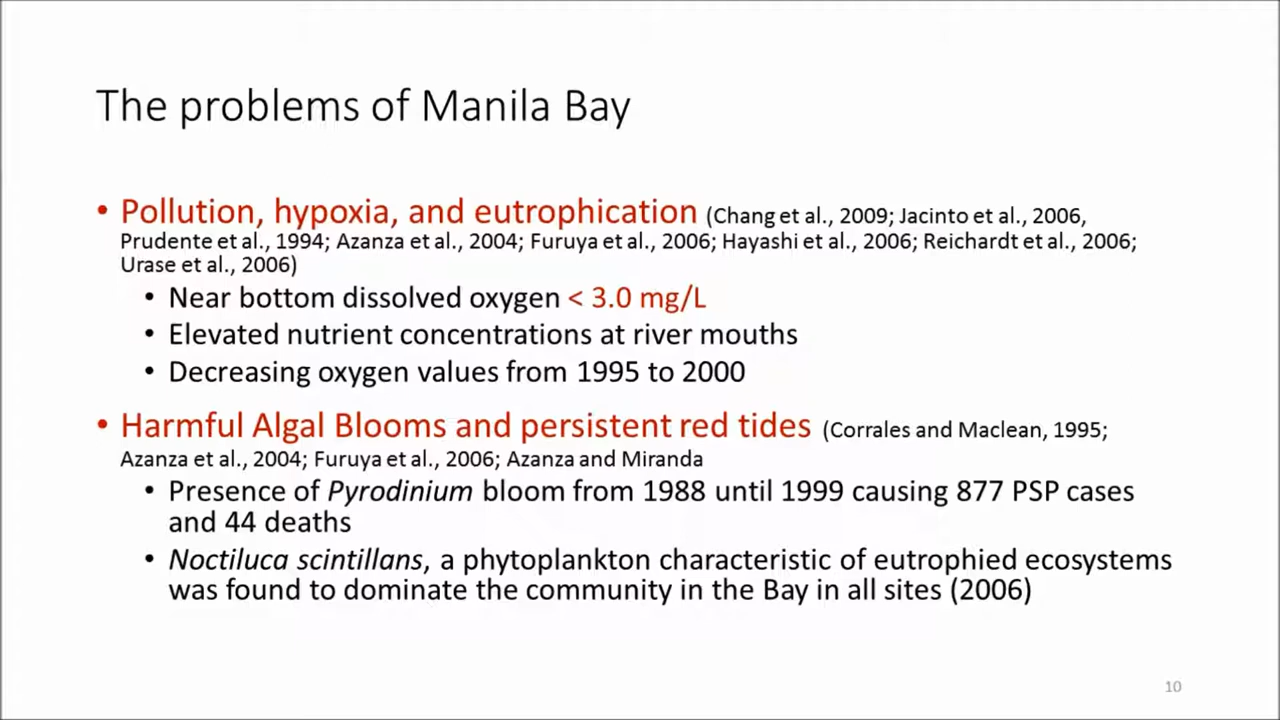 The problems of Manila Bay
• Pollution, hypoxia, and eutrophication (Chang et al., 2009; Jacinto et al., 2006,
Prudente et al., 1994; Azanza et al., 2004; Furuya et al., 2006; Hayashi et al., 2006; Reichardt et al., 2006;
Urase et al., 2006)
• Near bottom dissolved oxygen < 3.0 mg/L
• Elevated nutrient concentrations at river mouths
• Decreasing oxygen values from 1995 to 2000
• Harmful Algal Blooms and persistent red tides (Corrales and Maclean, 1995;
Azanza et al., 2004; Furuya et al., 2006; Azanza and Miranda
• Presence of Pyrodinium bloom from 1988 until 1999 causing 877 PSP cases
and 44 deaths
• Noctiluca scintillans, a phytoplankton characteristic of eutrophied ecosystems
was found to dominate the community in the Bay in all sites (2006)
10